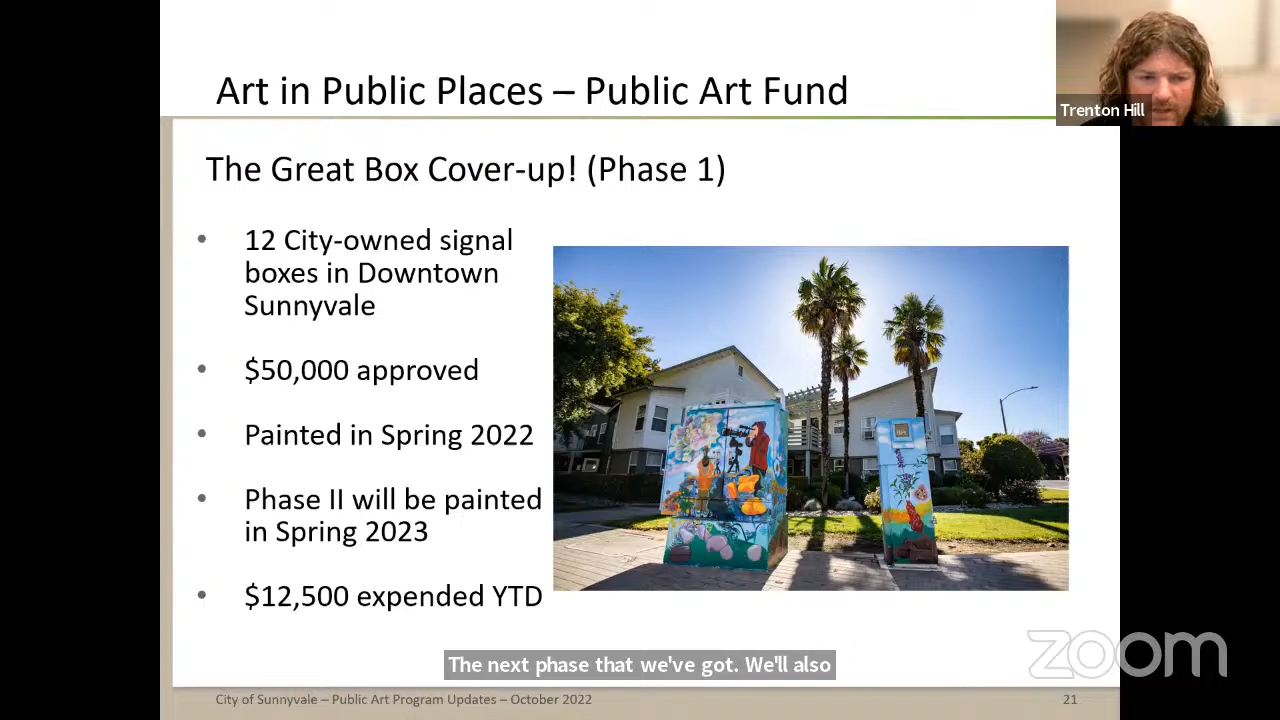 Art in Public Places – Public Art Fund
Trenton Hill
The Great Box Cover-up! (Phase 1)
• 12 City-owned signal
boxes in Downtown
Sunnyvale
• $50,000 approved
• Painted in Spring 2022
• Phase II will be painted
in Spring 2023
• $12,500 expended YTD
The next phase that we've got. We'll also
zoom
City of Sunnyvale – Public Art Program Updates – October 2022
21